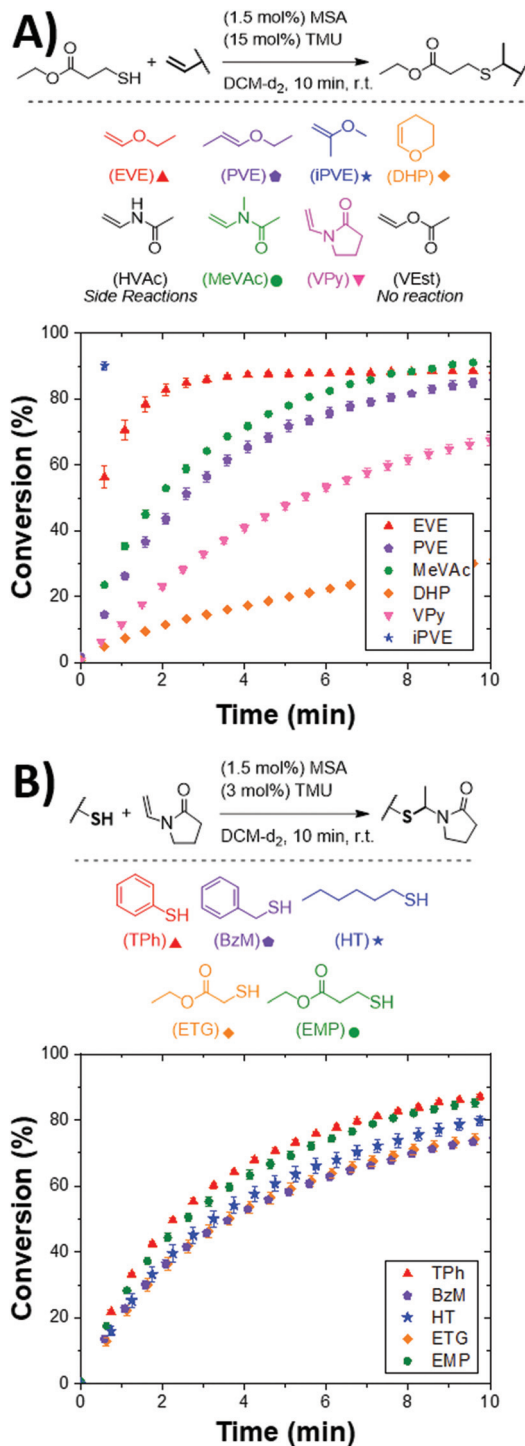 A)
(1.5 mol%) MSA
(15 mol%) TMU
O
O
SH
+
O
O
S
DCM-d₂, 10 min, r.t.
O
O
O
O
(EVE) (PVE) (iPVE) (DHP)
H
N
O
N
O
N
O
O
O
(HVAc) (MeVAc) (VPy) (VEst)
Side Reactions No reaction
100
80
60
40
20
0
Conversion (%)
EVE
PVE
MeVAc
DHP
VPy
iPVE
0 2 4 6 8 10
Time (min)
B)
(1.5 mol%) MSA
(3 mol%) TMU
SH
+
N
O
S
N
O
DCM-d₂, 10 min, r.t.
SH
SH
SH
(TPh) (BzM) (HT)
O
O
SH
O
O
SH
(ETG) (EMP)
100
80
60
40
20
0
Conversion (%)
TPh
BzM
HT
ETG
EMP
0 2 4 6 8 10
Time (min)